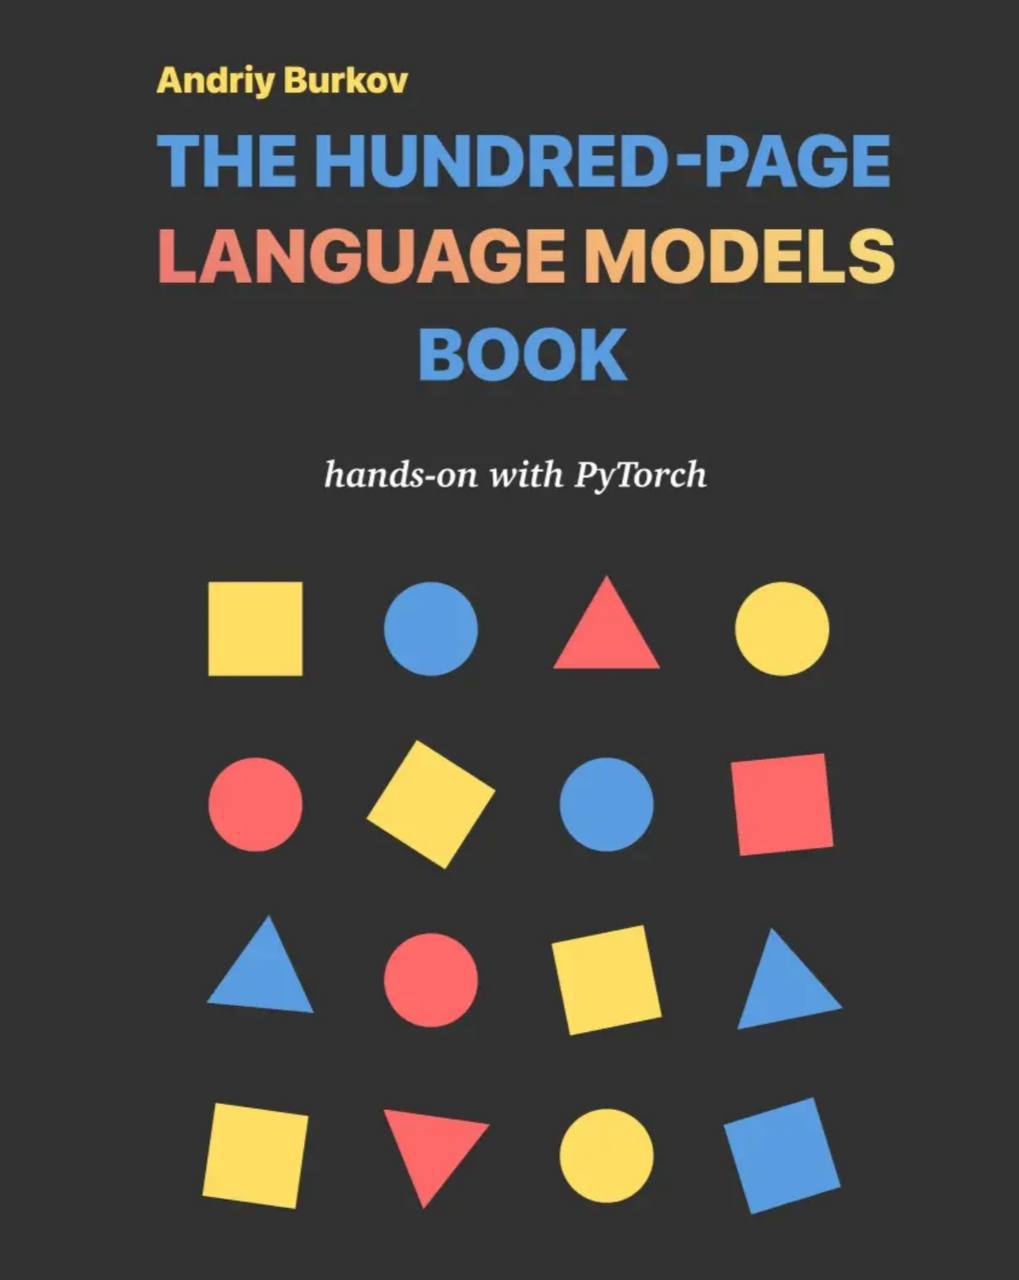 Andriy Burkov
THE HUNDRED-PAGE
LANGUAGE MODELS
BOOK
hands-on with PyTorch